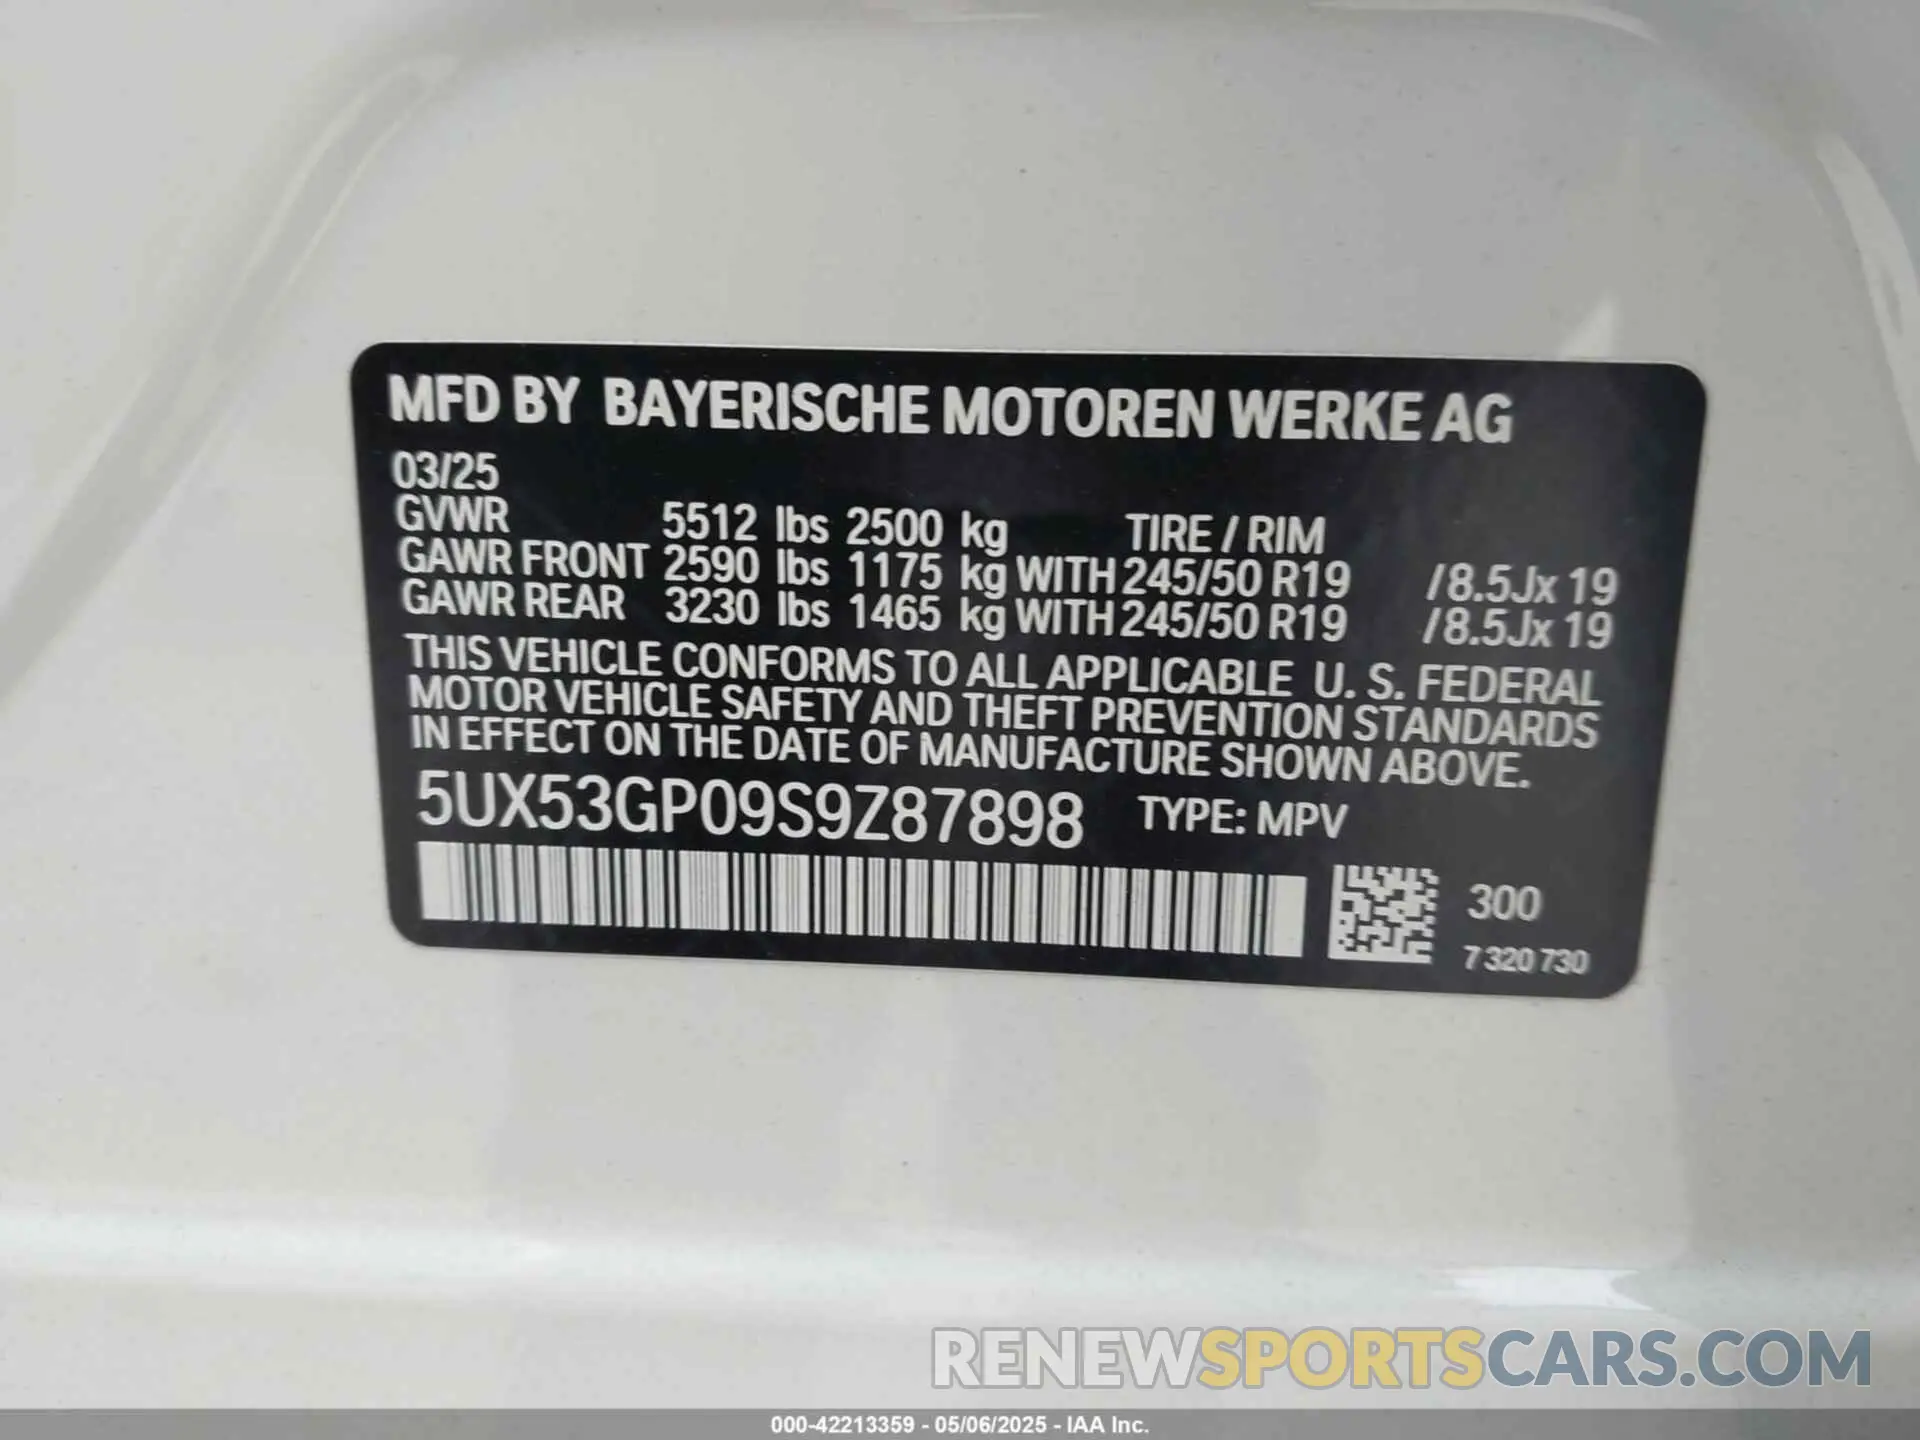 MFD BY BAYERISCHE MOTOREN WERKE AG
03/25
GVWR 5512 lbs 2500 kg TIRE / RIM
GAWR FRONT 2590 lbs 1175 kg WITH 245/50 R19 /8.5Jx 19
GAWR REAR 3230 lbs 1465 kg WITH 245/50 R19 /8.5Jx 19
THIS VEHICLE CONFORMS TO ALL APPLICABLE U. S. FEDERAL
MOTOR VEHICLE SAFETY AND THEFT PREVENTION STANDARDS
IN EFFECT ON THE DATE OF MANUFACTURE SHOWN ABOVE.
5UX53GP09S9Z87898 TYPE: MPV
300
7 320 730
RENEWSPORTSCARS.COM
000-42213359 - 05/06/2025 - IAA Inc.